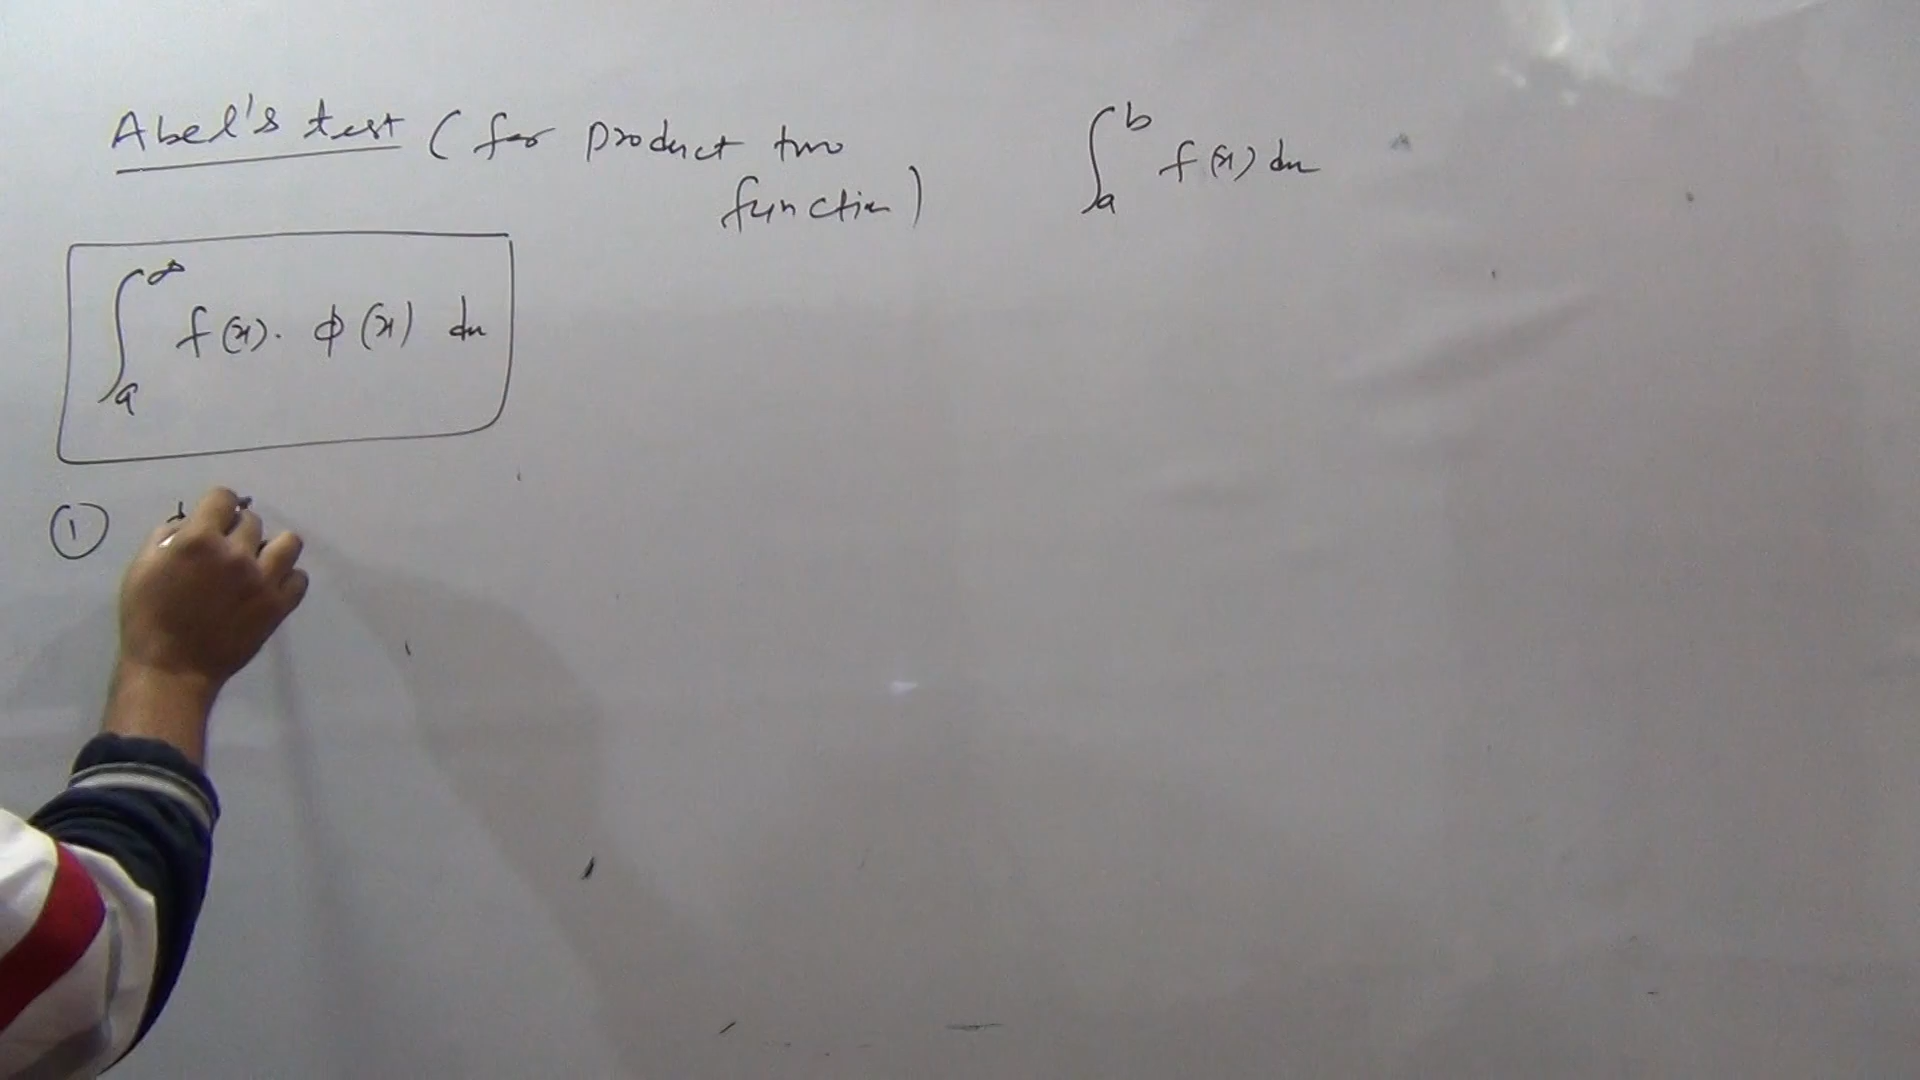 Abel's test (for product two
function)
∫_a^b f(x) dx
∫_a^∞ f(x). ϕ(x) dx
①